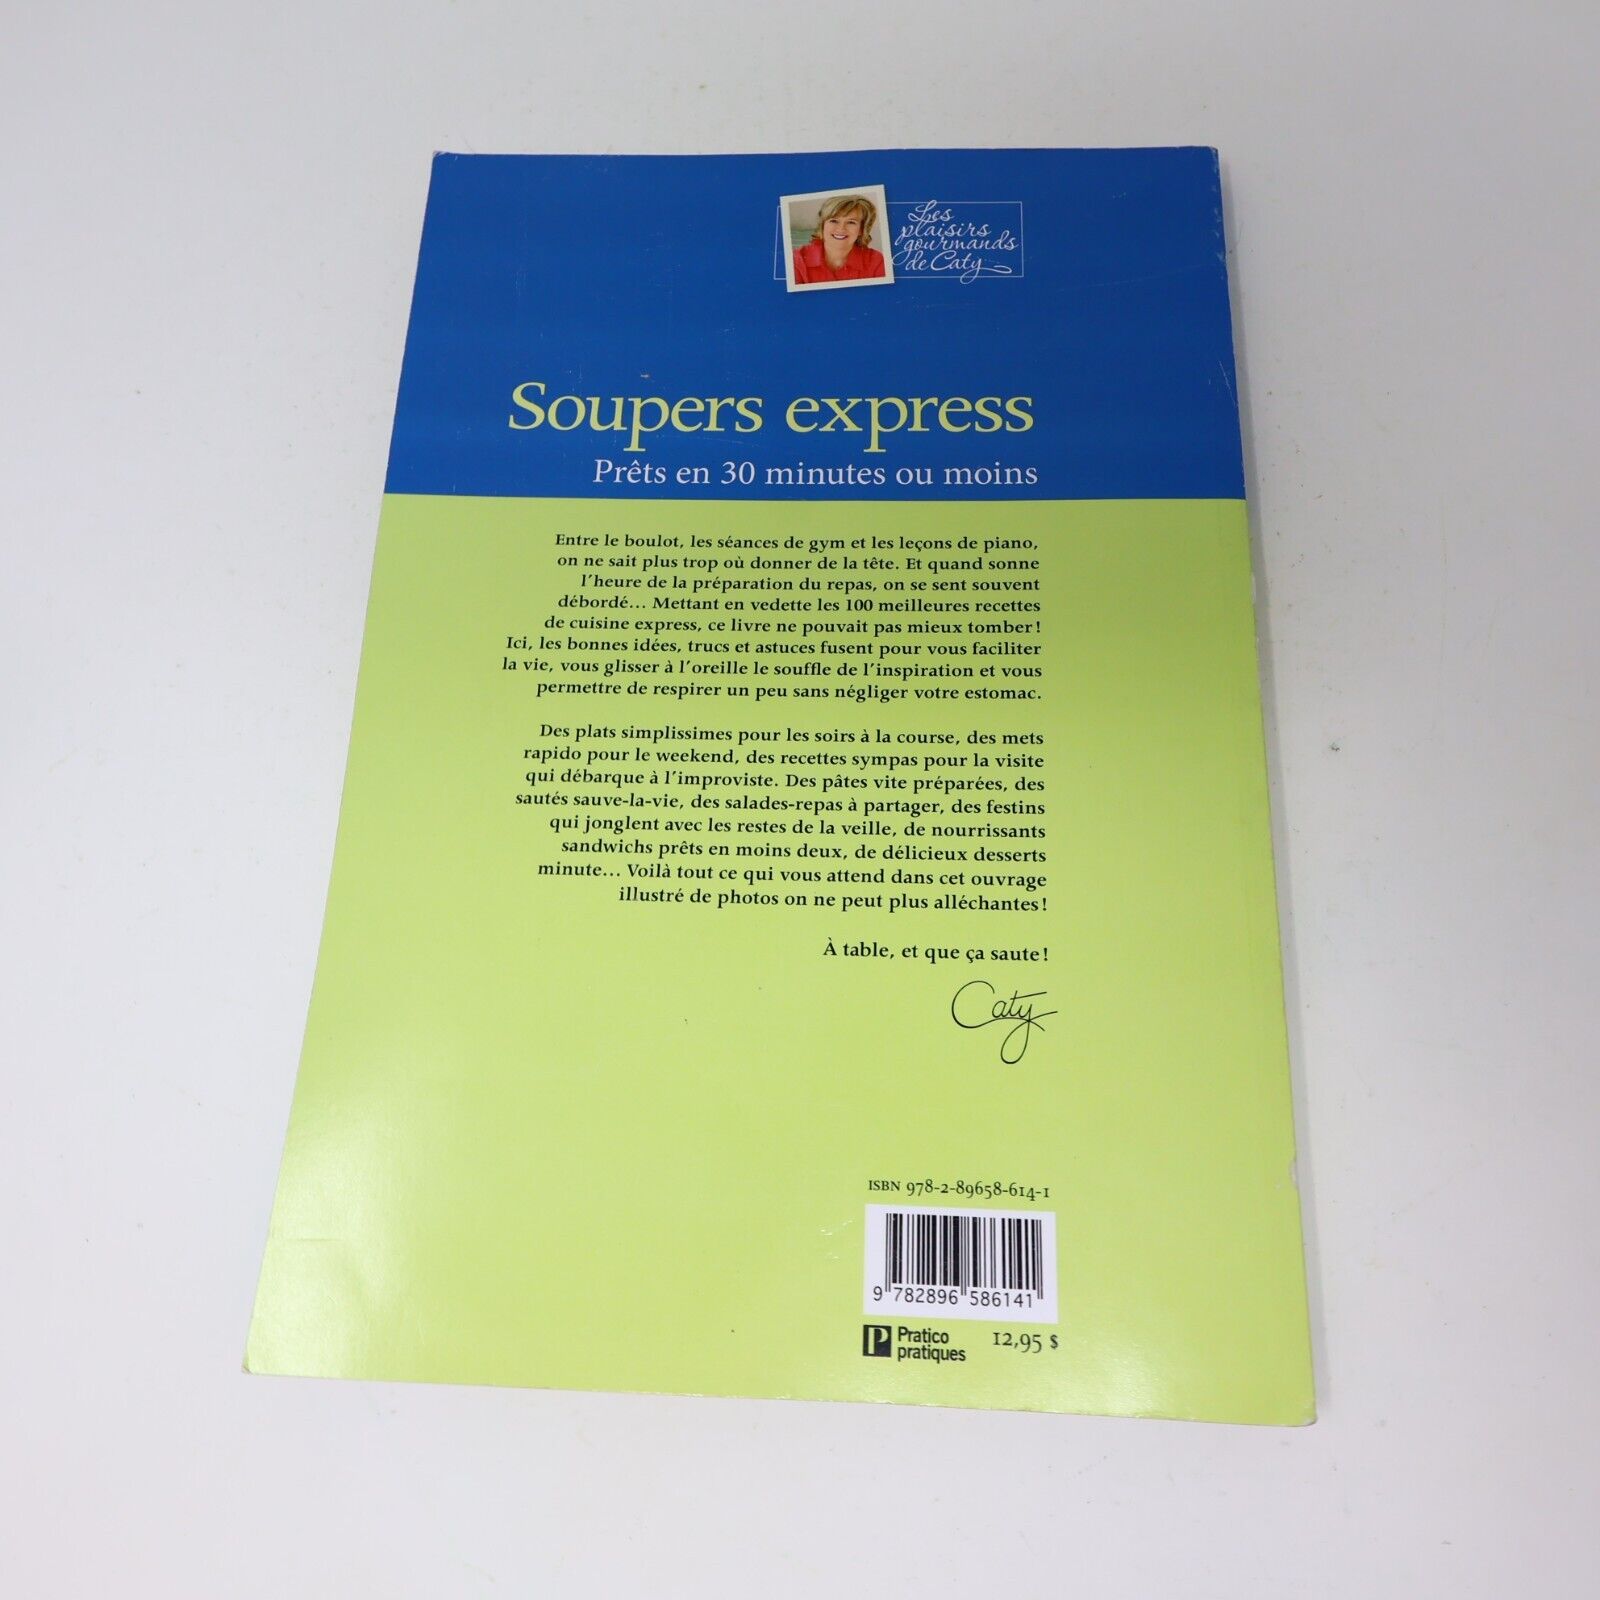 Les
plaisirs
gourmands
de Caty
Soupers express
Prêts en 30 minutes ou moins
Entre le boulot, les séances de gym et les leçons de piano,
on ne sait plus trop où donner de la tête. Et quand sonne
l'heure de la préparation du repas, on se sent souvent
débordé... Mettant en vedette les 100 meilleures recettes
de cuisine express, ce livre ne pouvait pas mieux tomber !
Ici, les bonnes idées, trucs et astuces fusent pour vous faciliter
la vie, vous glisser à l'oreille le souffle de l'inspiration et vous
permettre de respirer un peu sans négliger votre estomac.
Des plats simplissimes pour les soirs à la course, des mets
rapido pour le weekend, des recettes sympas pour la visite
qui débarque à l'improviste. Des pâtes vite préparées, des
sautés sauve-la-vie, des salades-repas à partager, des festins
qui jonglent avec les restes de la veille, de nourrissants
sandwichs prêts en moins deux, de délicieux desserts
minute... Voilà tout ce qui vous attend dans cet ouvrage
illustré de photos on ne peut plus alléchantes !
À table, et que ça saute !
Caty
ISBN 978-2-89658-614-1
9 782896 586141
P Pratico
pratiques
12,95 $